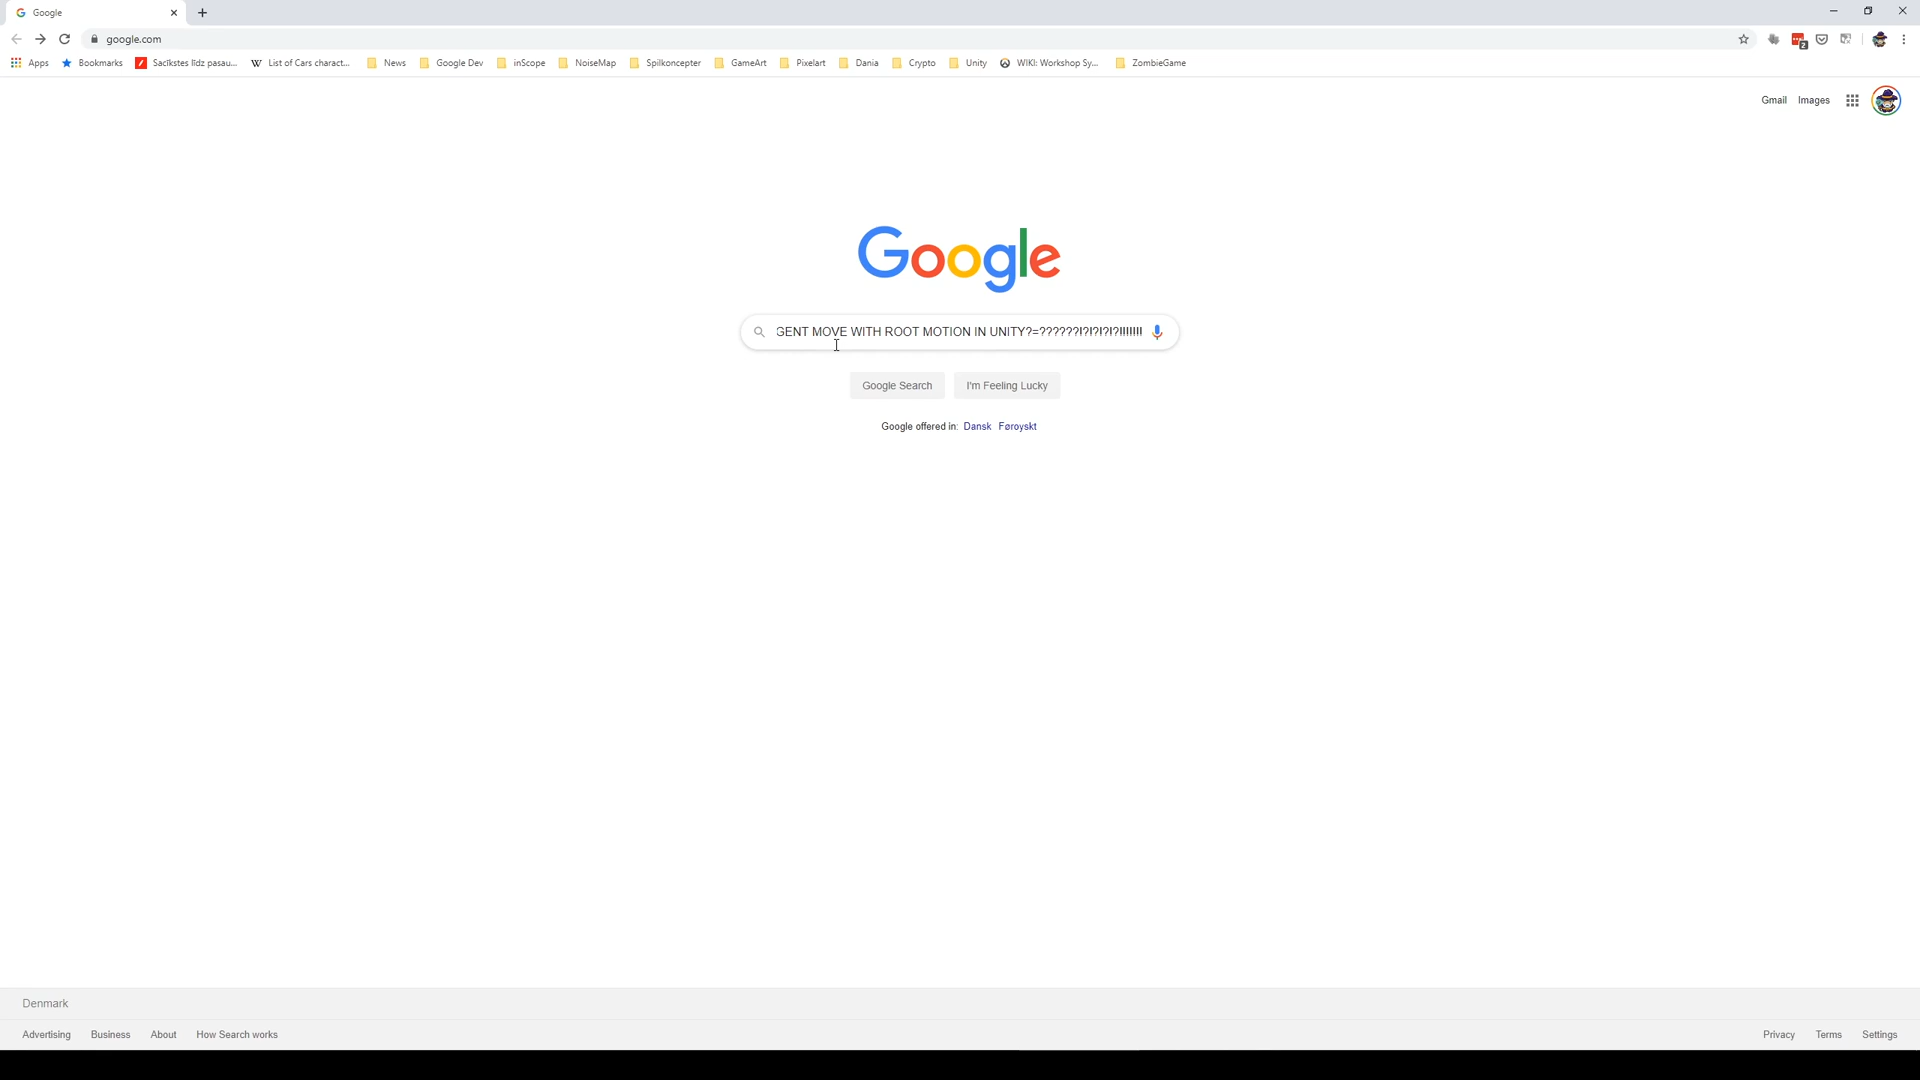 Google
google.com
Apps
Bookmarks
Sacīkstes līdz pasau...
List of Cars charact...
News
Google Dev
inScope
NoiseMap
Spilkoncepter
GameArt
Pixelart
Dania
Crypto
Unity
WIKI: Workshop Sy...
ZombieGame
2
Gmail
Images
Google
GENT MOVE WITH ROOT MOTION IN UNITY?=??????!?!?!?!?!!!!!!!
Google Search
I'm Feeling Lucky
Google offered in: Dansk Føroyskt
Denmark
Advertising
Business
About
How Search works
Privacy
Terms
Settings